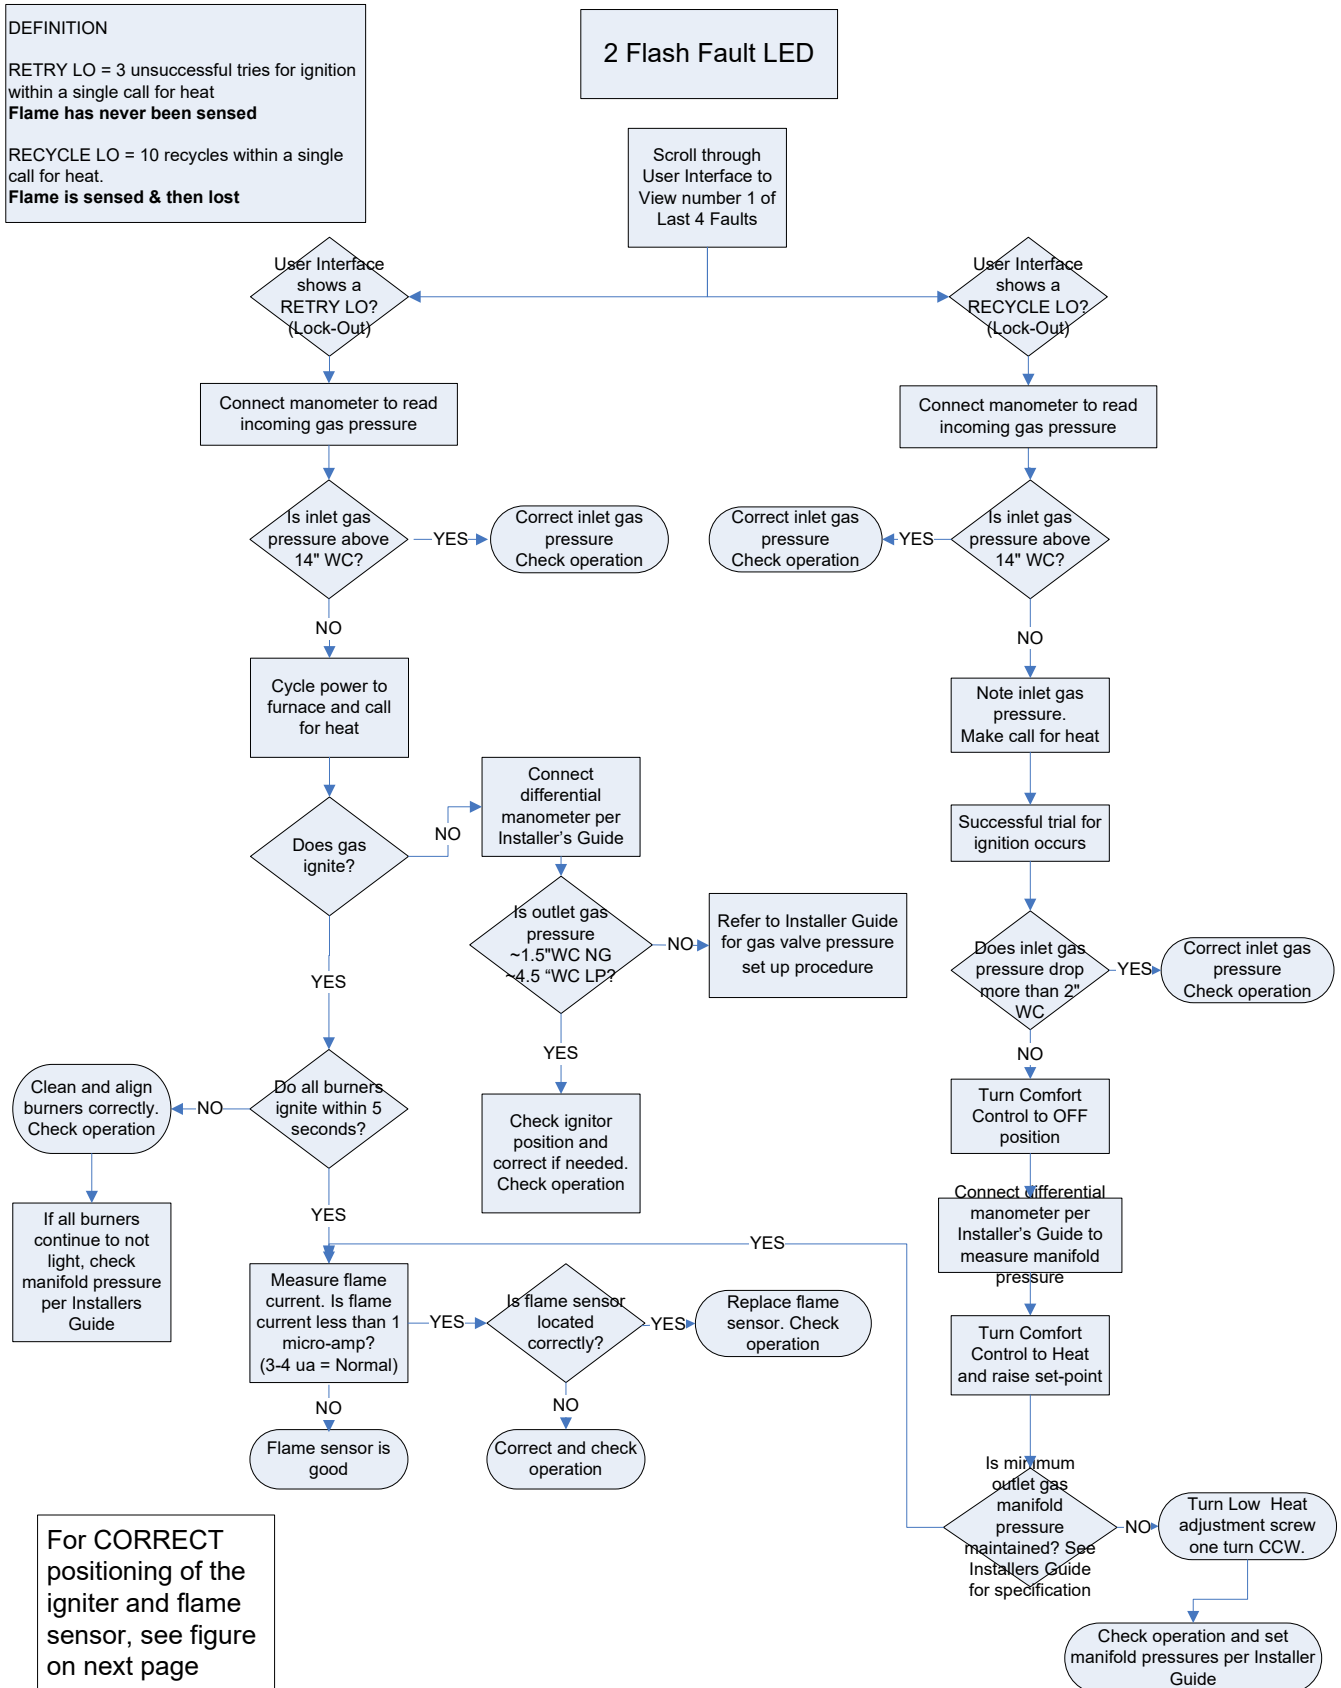 DEFINITION
RETRY LO = 3 unsuccessful tries for ignition
within a single call for heat
Flame has never been sensed
RECYCLE LO = 10 recycles within a single
call for heat.
Flame is sensed & then lost
2 Flash Fault LED
Scroll through
User Interface to
View number 1 of
Last 4 Faults
User Interface
shows a
RETRY LO?
(Lock-Out)
User Interface
shows a
RECYCLE LO?
(Lock-Out)
Connect manometer to read
incoming gas pressure
Connect manometer to read
incoming gas pressure
Is inlet gas
pressure above
14" WC?
YES
Correct inlet gas
pressure
Check operation
Correct inlet gas
pressure
Check operation
YES
Is inlet gas
pressure above
14" WC?
NO
NO
Cycle power to
furnace and call
for heat
Note inlet gas
pressure.
Make call for heat
Does gas
ignite?
NO
Connect
differential
manometer per
Installer's Guide
Successful trial for
ignition occurs
Is outlet gas
pressure
~1.5"WC NG
~4.5 “WC LP?
NO
Refer to Installer Guide
for gas valve pressure
set up procedure
Does inlet gas
pressure drop
more than 2"
WC
YES
Correct inlet gas
pressure
Check operation
YES
YES
NO
Clean and align
burners correctly.
Check operation
NO
Do all burners
ignite within 5
seconds?
Check ignitor
position and
correct if needed.
Check operation
Turn Comfort
Control to OFF
position
If all burners
continue to not
light, check
manifold pressure
per Installers
Guide
YES
YES
Connect differential
manometer per
Installer's Guide to
measure manifold
pressure
Measure flame
current. Is flame
current less than 1
micro-amp?
(3-4 ua = Normal)
YES
Is flame sensor
located
correctly?
YES
Replace flame
sensor. Check
operation
Turn Comfort
Control to Heat
and raise set-point
NO
NO
Flame sensor is
good
Correct and check
operation
Is minimum
outlet gas
manifold
pressure
maintained? See
Installers Guide
for specification
NO
Turn Low  Heat
adjustment screw
one turn CCW.
Check operation and set
manifold pressures per Installer
Guide
For CORRECT
positioning of the
igniter and flame
sensor, see figure
on next page